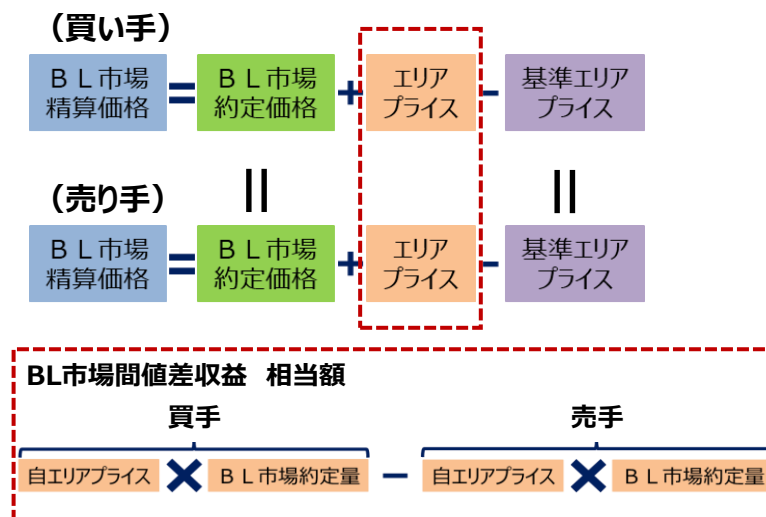 （買い手）
ＢＬ市場
精算価格
=
ＢＬ市場
約定価格
+
エリア
プライス
-
基準エリア
プライス
（売り手）
||
||
ＢＬ市場
精算価格
=
ＢＬ市場
約定価格
+
エリア
プライス
-
基準エリア
プライス
BL市場間値差収益 相当額
買手
売手
自エリアプライス × ＢＬ市場約定量 － 自エリアプライス × ＢＬ市場約定量